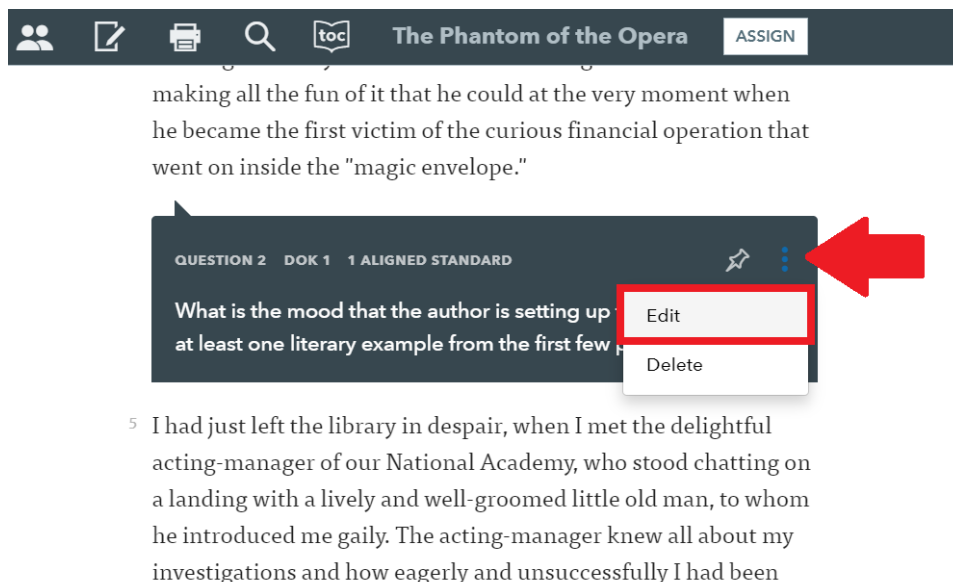 toc The Phantom of the Opera ASSIGN
making all the fun of it that he could at the very moment when
he became the first victim of the curious financial operation that
went on inside the "magic envelope."
QUESTION 2 DOK 1 1 ALIGNED STANDARD
What is the mood that the author is setting up
at least one literary example from the first few
Edit
Delete
5 I had just left the library in despair, when I met the delightful
acting-manager of our National Academy, who stood chatting on
a landing with a lively and well-groomed little old man, to whom
he introduced me gaily. The acting-manager knew all about my
investigations and how eagerly and unsuccessfully I had been